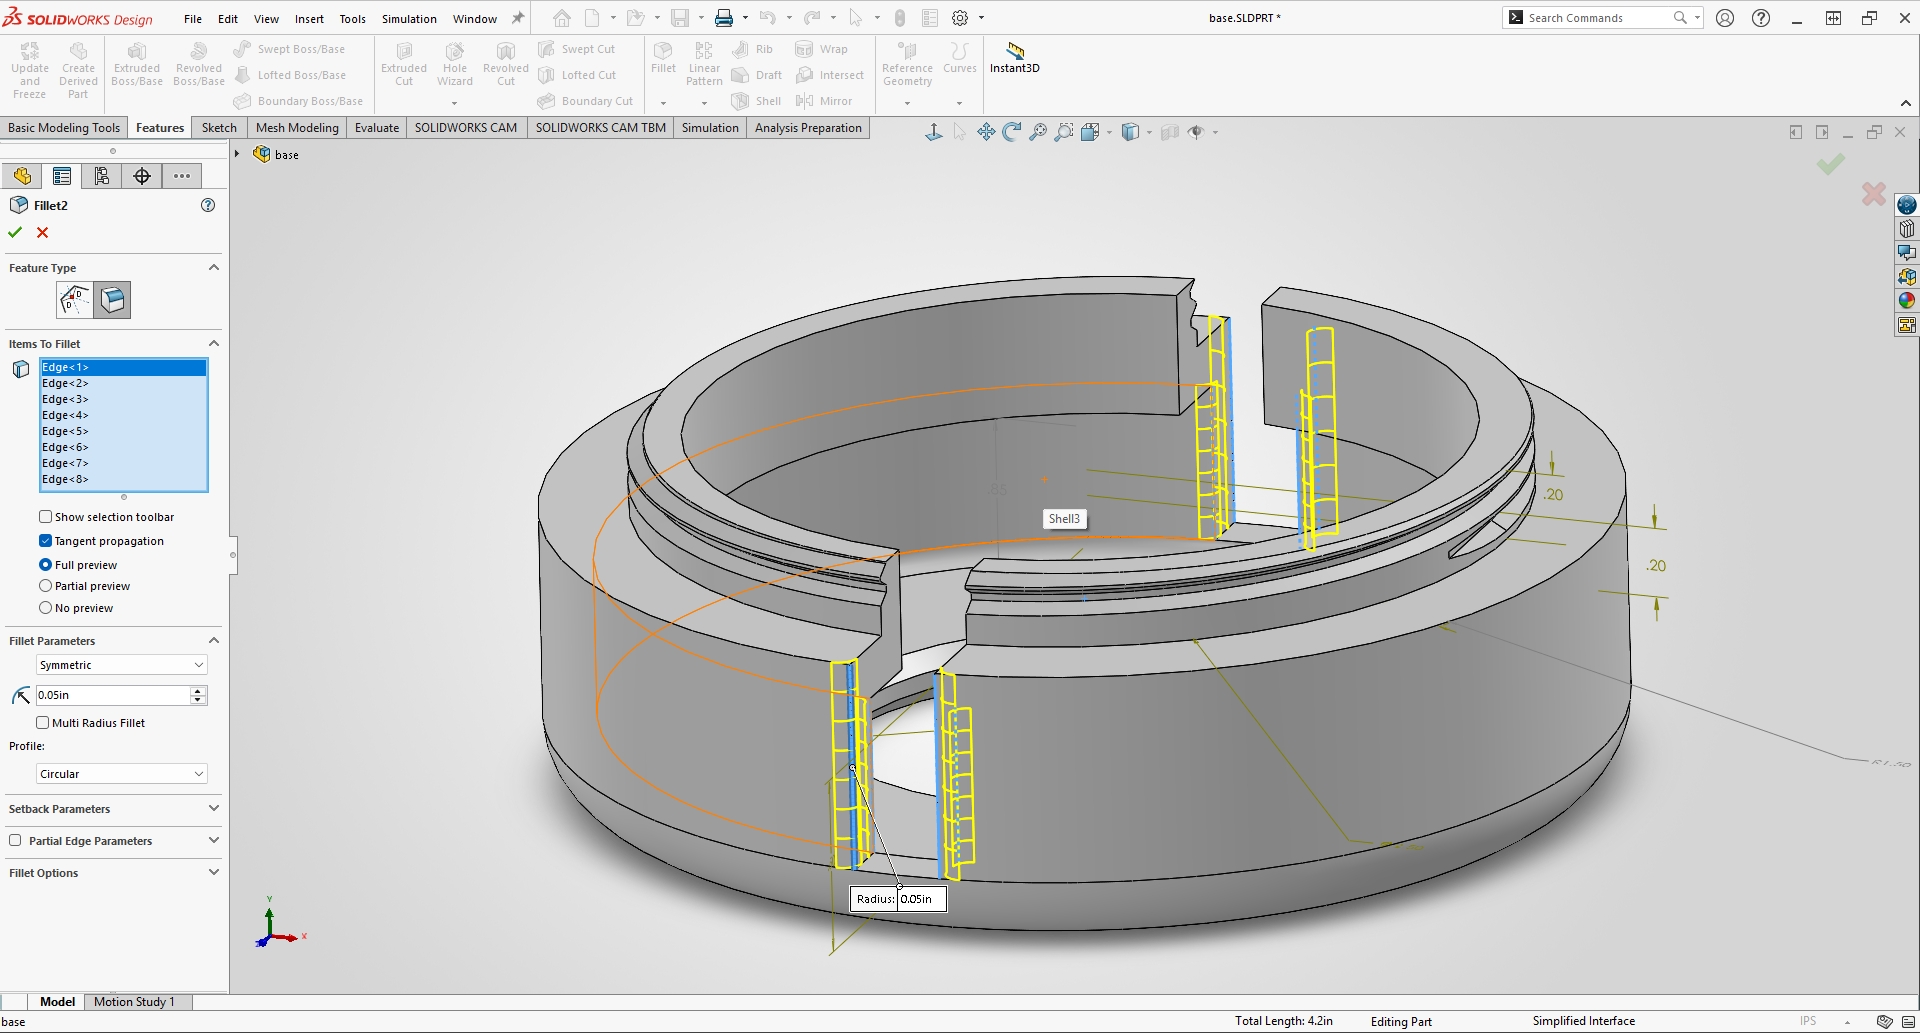 SOLIDWORKS Design
File Edit View Insert Tools Simulation Window
base.SLDPRT *
Search Commands
Update and Freeze
Create Derived Part
Extruded Boss/Base
Revolved Boss/Base
Swept Boss/Base
Lofted Boss/Base
Boundary Boss/Base
Extruded Cut
Hole Wizard
Revolved Cut
Swept Cut
Lofted Cut
Boundary Cut
Fillet
Linear Pattern
Rib
Draft
Shell
Wrap
Intersect
Mirror
Reference Geometry
Curves
Instant3D
Basic Modeling Tools Features Sketch Mesh Modeling Evaluate SOLIDWORKS CAM SOLIDWORKS CAM TBM Simulation Analysis Preparation
base
Fillet2
Feature Type
D
D
Items To Fillet
Edge<1>
Edge<2>
Edge<3>
Edge<4>
Edge<5>
Edge<6>
Edge<7>
Edge<8>
Show selection toolbar
Tangent propagation
Full preview
Partial preview
No preview
Fillet Parameters
Symmetric
0.05in
Multi Radius Fillet
Profile:
Circular
Setback Parameters
Partial Edge Parameters
Fillet Options
.85
Shell3
.20
.20
R1.50
Radius: 0.05in
Y
X
Model Motion Study 1
base
Total Length: 4.2in
Editing Part
Simplified Interface
IPS